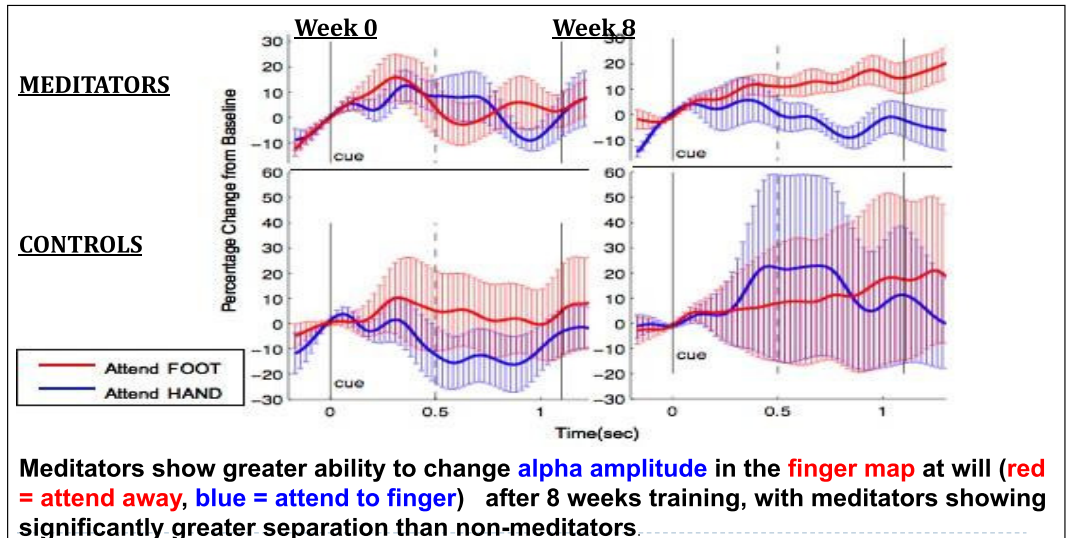 Week 0
Week 8
MEDITATORS
CONTROLS
Percentage Change from Baseline
30
20
10
0
-10
cue
30
20
10
0
-10
cue
40
30
20
10
0
-10
-20
-30
cue
60
50
40
30
20
10
0
-10
-20
-30
cue
0
0.5
1
0
0.5
1
Time(sec)
Attend FOOT
Attend HAND
Meditators show greater ability to change alpha amplitude in the finger map at will (red
= attend away, blue = attend to finger) after 8 weeks training, with meditators showing
significantly greater separation than non-meditators.